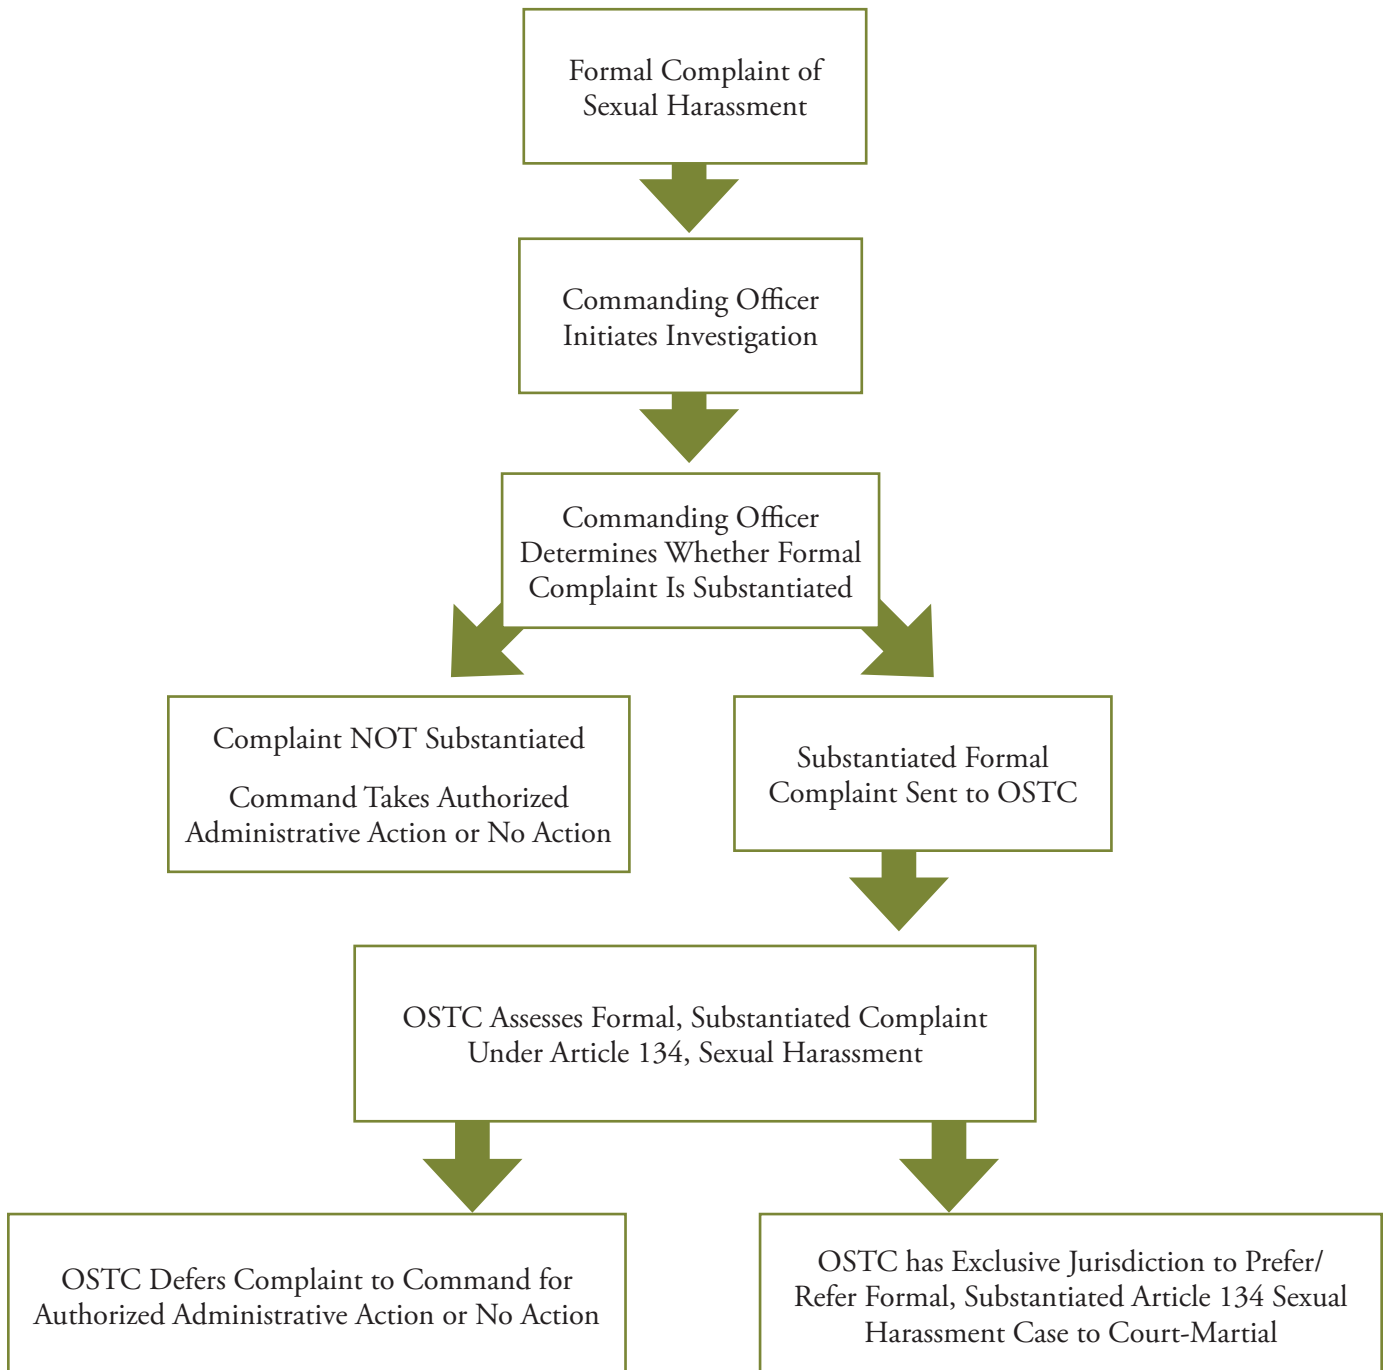 Formal Complaint of
Sexual Harassment
Commanding Officer
Initiates Investigation
Commanding Officer
Determines Whether Formal
Complaint Is Substantiated
Complaint NOT Substantiated
Command Takes Authorized
Administrative Action or No Action
Substantiated Formal
Complaint Sent to OSTC
OSTC Assesses Formal, Substantiated Complaint
Under Article 134, Sexual Harassment
OSTC Defers Complaint to Command for
Authorized Administrative Action or No Action
OSTC has Exclusive Jurisdiction to Prefer/
Refer Formal, Substantiated Article 134 Sexual
Harassment Case to Court-Martial